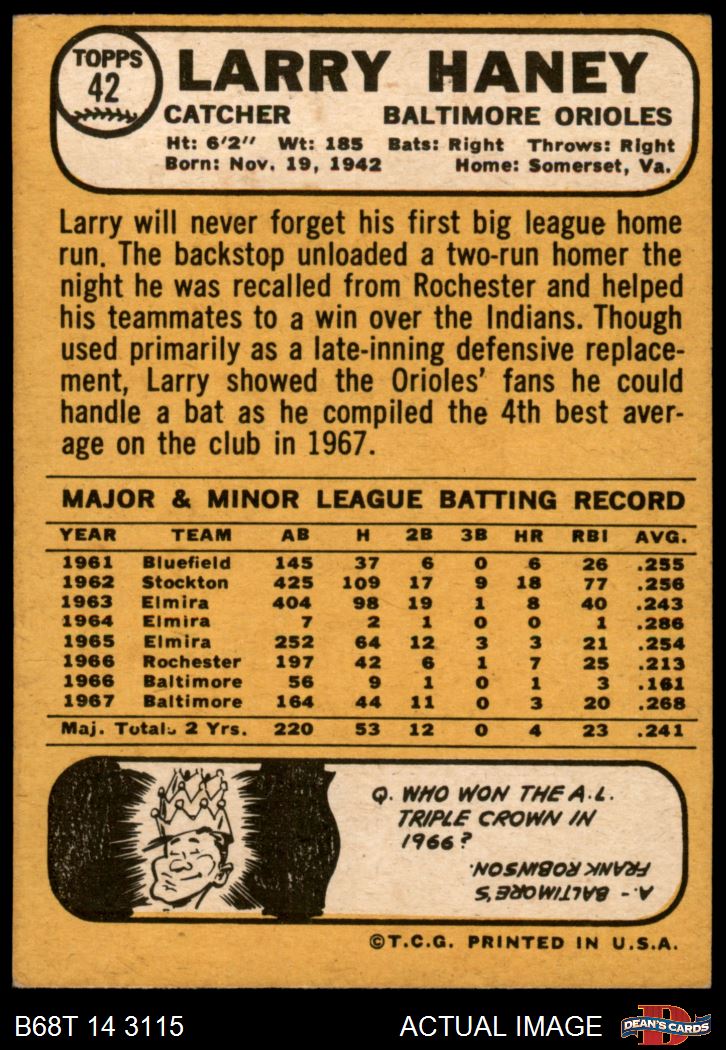 TOPPS
42
LARRY HANEY
CATCHER BALTIMORE ORIOLES
Ht: 6'2" Wt: 185 Bats: Right Throws: Right
Born: Nov. 19, 1942 Home: Somerset, Va.
Larry will never forget his first big league home
run. The backstop unloaded a two-run homer the
night he was recalled from Rochester and helped
his teammates to a win over the Indians. Though
used primarily as a late-inning defensive replace-
ment, Larry showed the Orioles' fans he could
handle a bat as he compiled the 4th best aver-
age on the club in 1967.
MAJOR & MINOR LEAGUE BATTING RECORD
YEAR TEAM AB H 2B 3B HR RBI AVG.
1961 Bluefield 145 37 6 0 6 26 .255
1962 Stockton 425 109 17 9 18 77 .256
1963 Elmira 404 98 19 1 8 40 .243
1964 Elmira 7 2 1 0 0 1 .286
1965 Elmira 252 64 12 3 3 21 .254
1966 Rochester 197 42 6 1 7 25 .213
1966 Baltimore 56 9 1 0 1 3 .161
1967 Baltimore 164 44 11 0 3 20 .268
Maj. Totals 2 Yrs. 220 53 12 0 4 23 .241
Q. WHO WON THE A.L.
TRIPLE CROWN IN
1966?
A. - BALTIMORE'S
FRANK ROBINSON.
©T.C.G. PRINTED IN U.S.A.
B68T 14 3115 ACTUAL IMAGE
DEAN'S CARDS